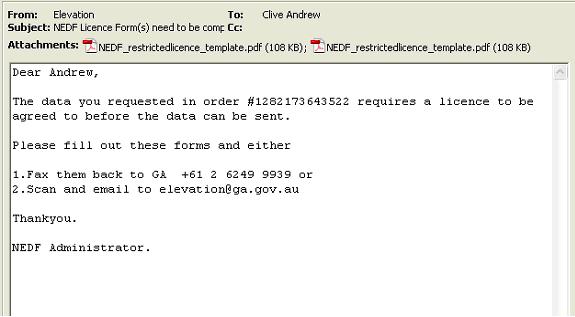 From: Elevation To: Clive Andrew
Subject: NEDF Licence Form(s) need to be comp Cc:
Attachments: NEDF_restrictedlicence_template.pdf (108 KB); NEDF_restrictedlicence_template.pdf (108 KB)
Dear Andrew,
The data you requested in order #1282173643522 requires a licence to be
agreed to before the data can be sent.
Please fill out these forms and either
1.Fax them back to GA +61 2 6249 9939 or
2.Scan and email to elevation@ga.gov.au
Thankyou.
NEDF Administrator.